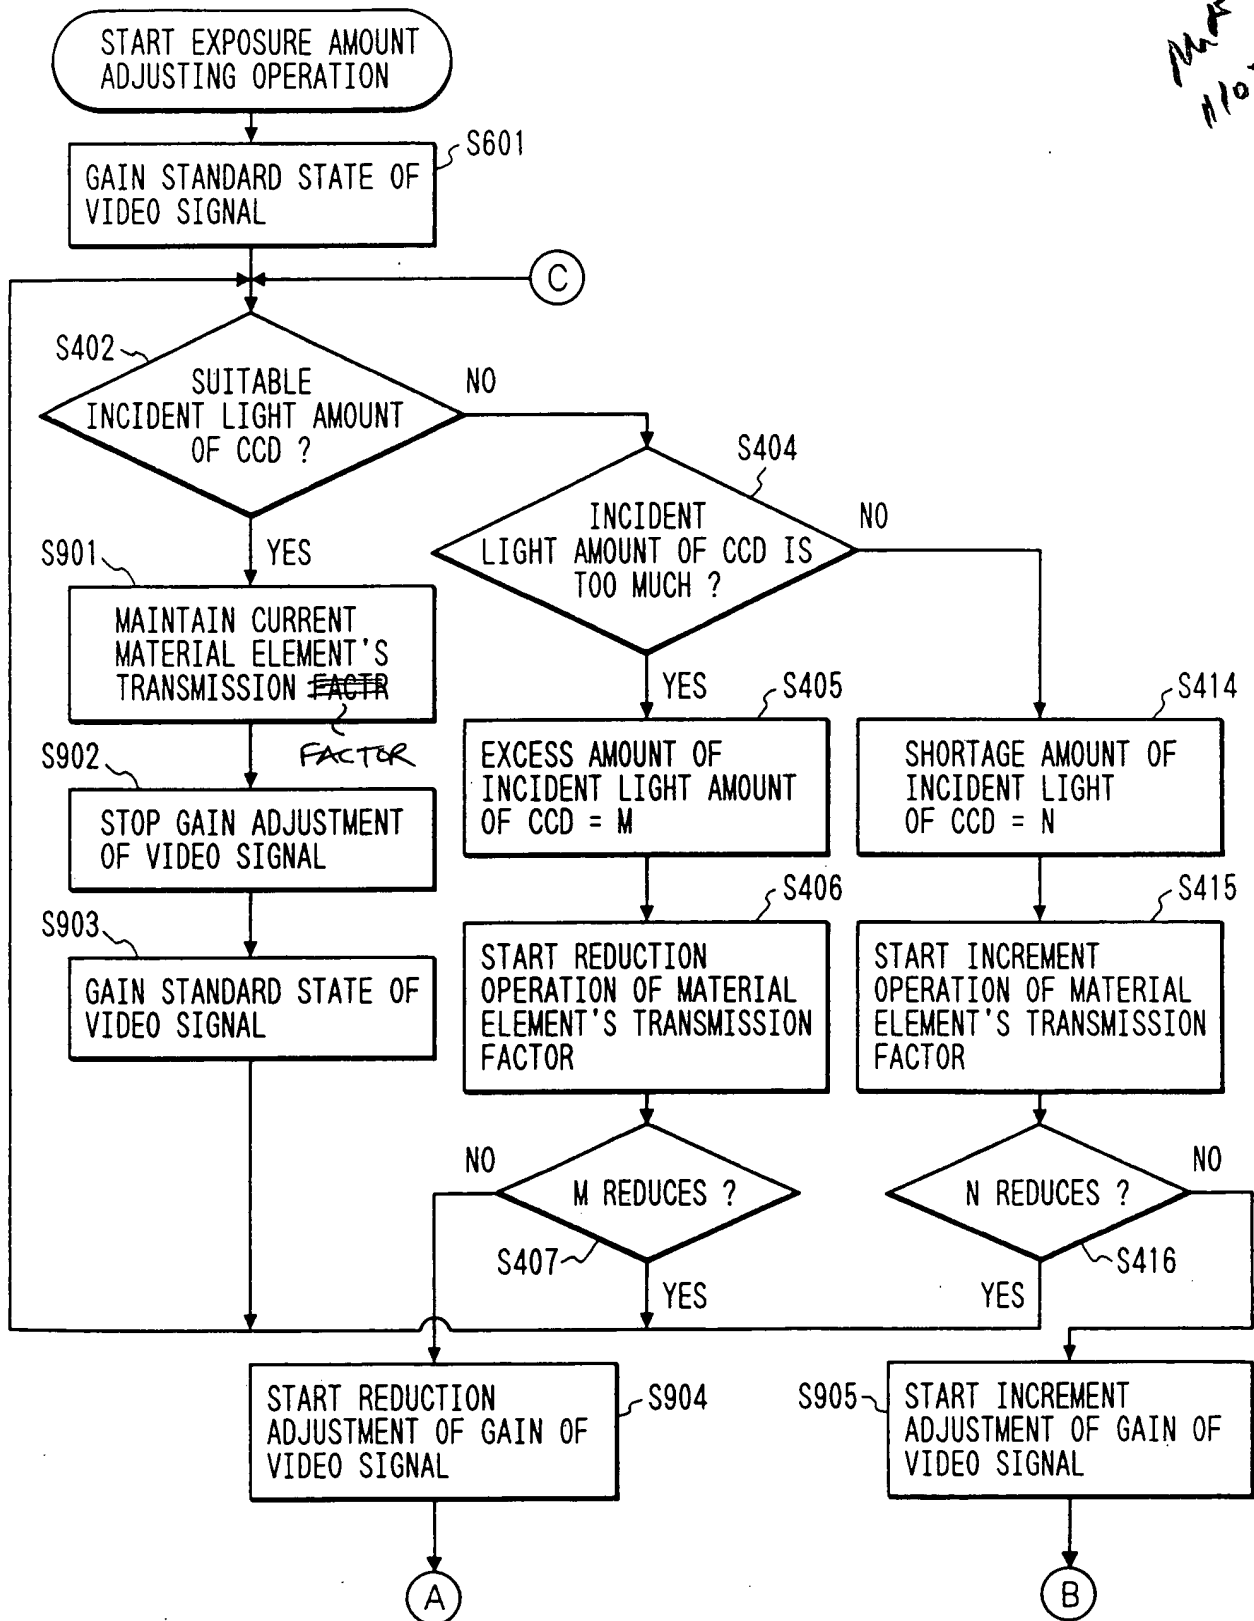 START EXPOSURE AMOUNT
ADJUSTING OPERATION
S601
GAIN STANDARD STATE OF
VIDEO SIGNAL
C
S402
SUITABLE
INCIDENT LIGHT AMOUNT
OF CCD ?
NO
YES
S404
INCIDENT
LIGHT AMOUNT OF CCD IS
TOO MUCH ?
NO
YES
S901
MAINTAIN CURRENT
MATERIAL ELEMENT'S
TRANSMISSION FACTR
FACTOR
S902
STOP GAIN ADJUSTMENT
OF VIDEO SIGNAL
S903
GAIN STANDARD STATE OF
VIDEO SIGNAL
S405
EXCESS AMOUNT OF
INCIDENT LIGHT AMOUNT
OF CCD = M
S406
START REDUCTION
OPERATION OF MATERIAL
ELEMENT'S TRANSMISSION
FACTOR
NO
M REDUCES ?
S407
YES
S414
SHORTAGE AMOUNT OF
INCIDENT LIGHT
OF CCD = N
S415
START INCREMENT
OPERATION OF MATERIAL
ELEMENT'S TRANSMISSION
FACTOR
N REDUCES ?
NO
S416
YES
START REDUCTION
ADJUSTMENT OF GAIN OF
VIDEO SIGNAL
S904
S905
START INCREMENT
ADJUSTMENT OF GAIN OF
VIDEO SIGNAL
A
B